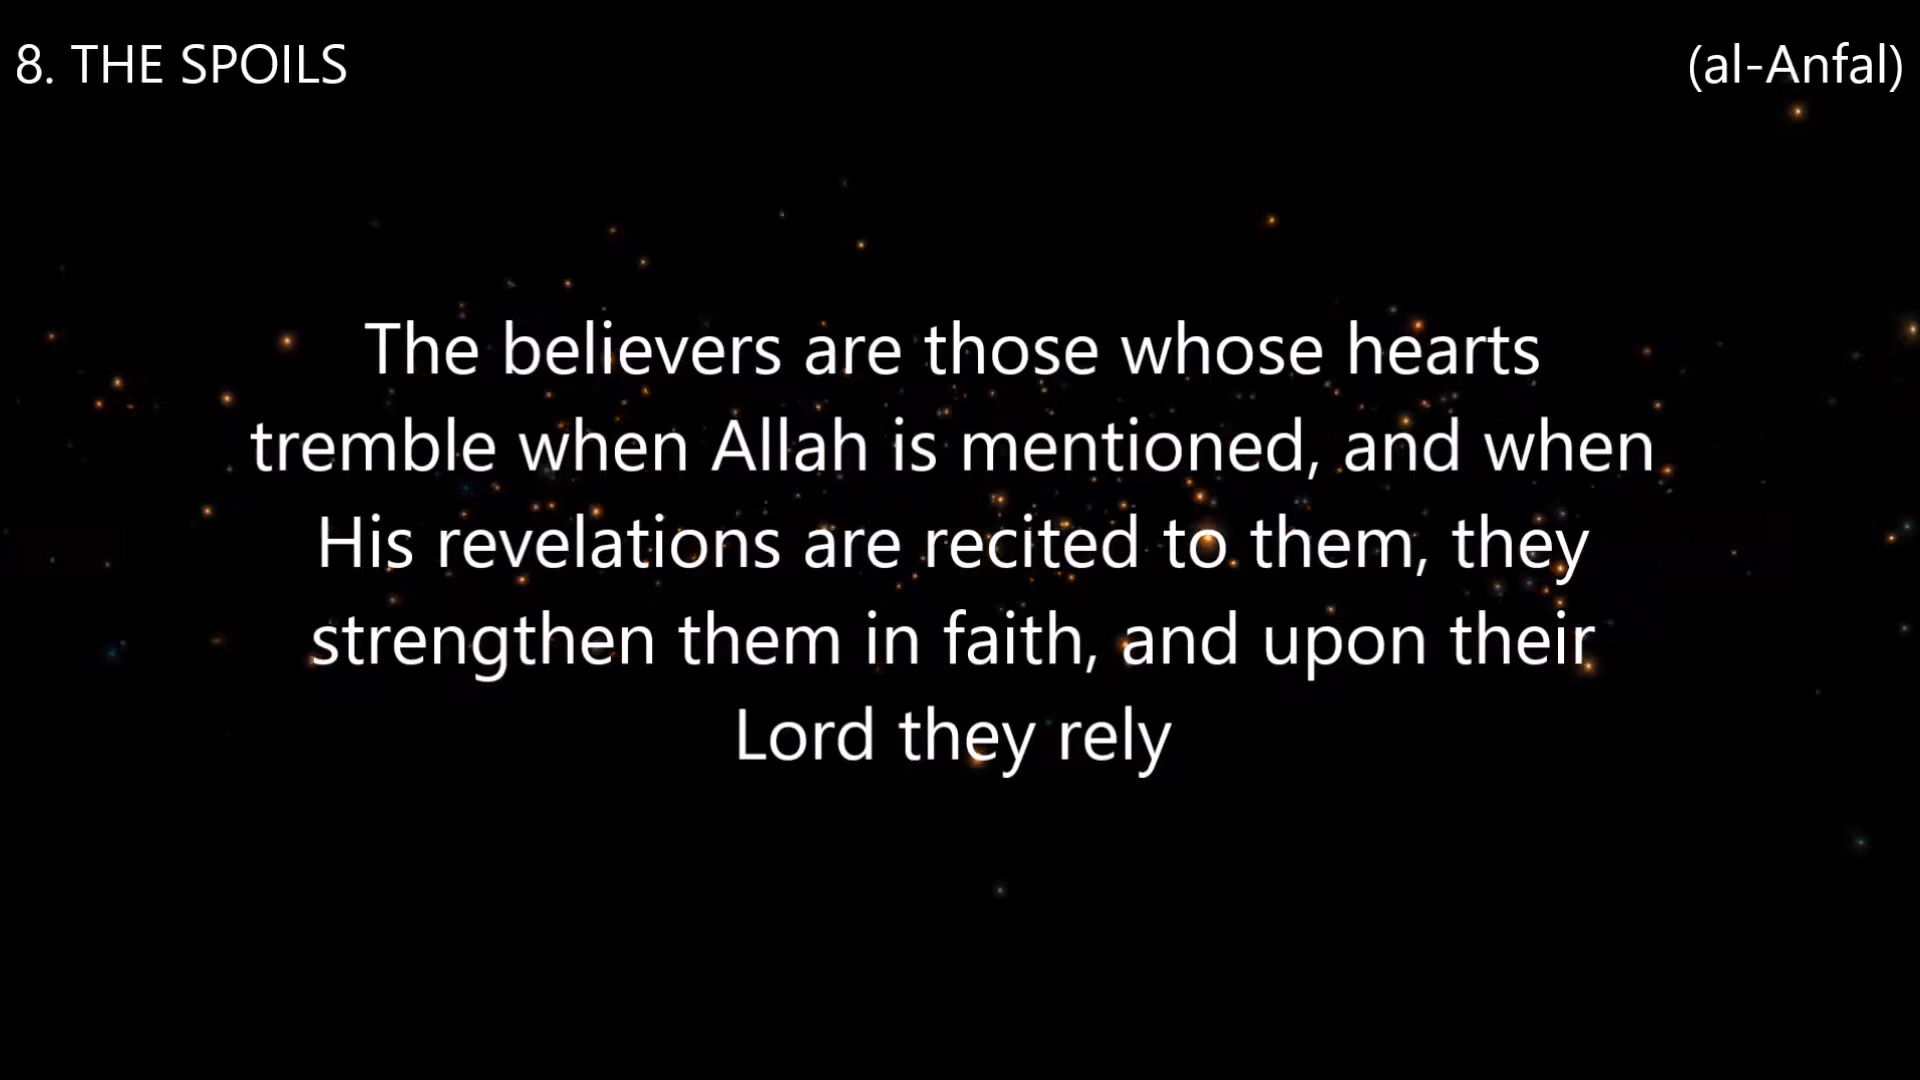 8. THE SPOILS
(al-Anfal)
The believers are those whose hearts
tremble when Allah is mentioned, and when
His revelations are recited to them, they
strengthen them in faith, and upon their
Lord they rely